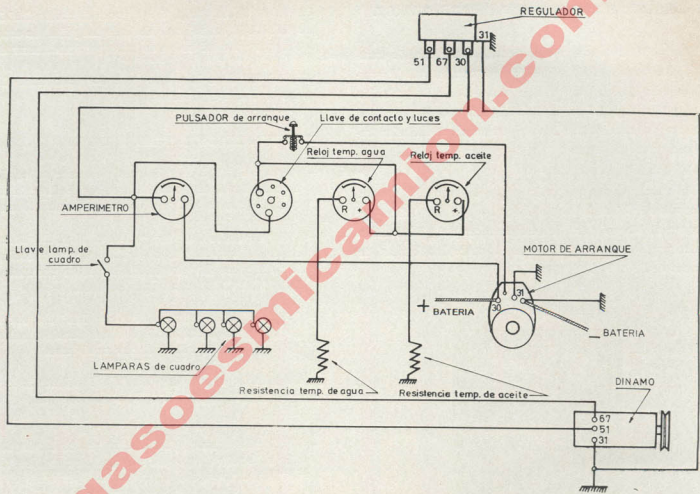 REGULADOR
31
51 67 30
PULSADOR de arranque
Llave de contacto y luces
Reloj temp. agua
Reloj temp. aceite
R +
R +
AMPERIMETRO
Llave lamp. de
cuadro
MOTOR DE ARRANQUE
31
30
+ BATERIA
- BATERIA
LAMPARAS de cuadro
Resistencia temp. de agua
Resistencia temp. de aceite
DINAMO
67
51
31
gasoesmicamion.com